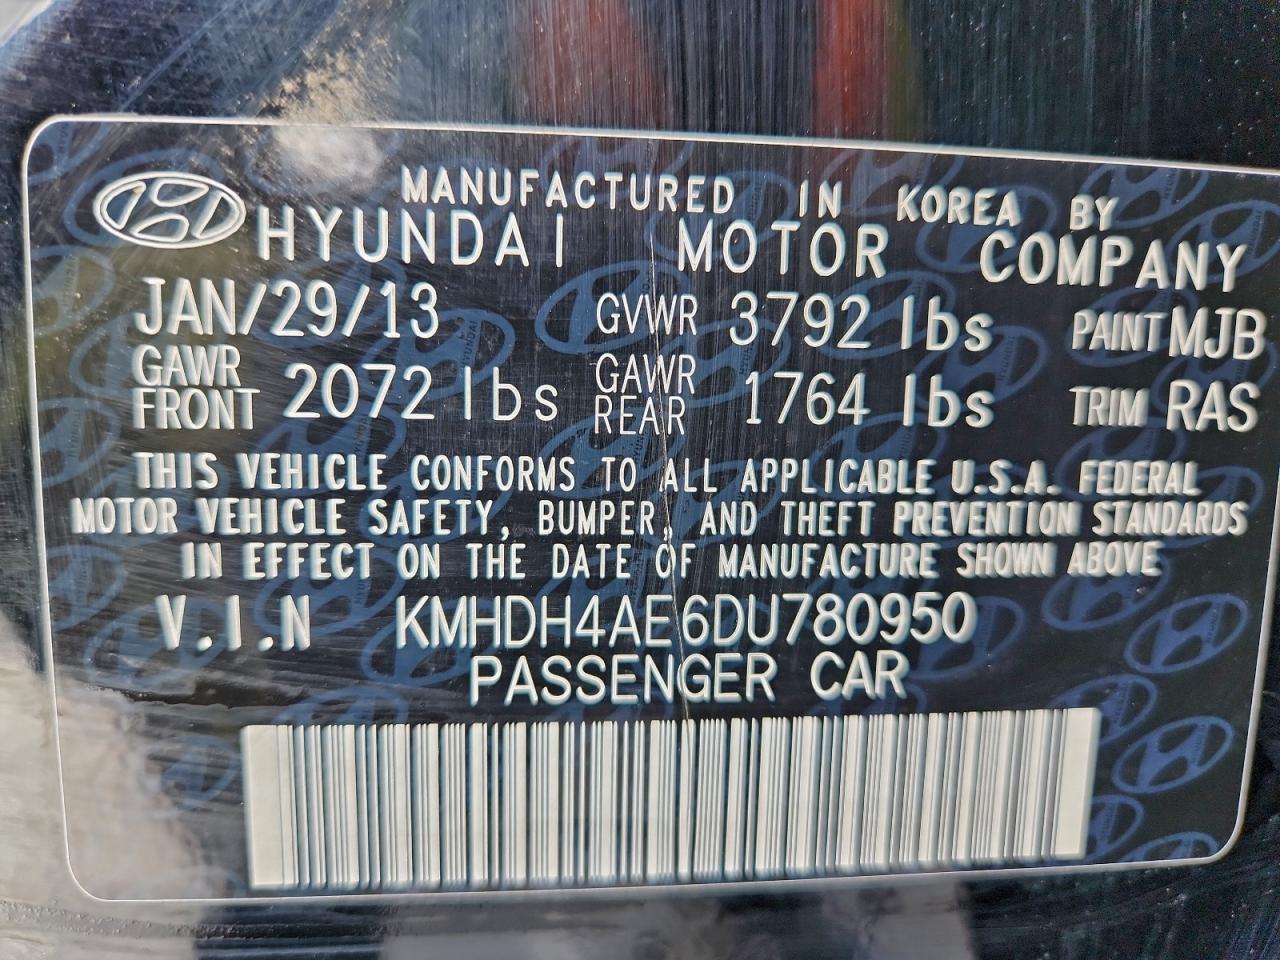 MANUFACTURED IN KOREA BY
HYUNDAI MOTOR COMPANY
JAN/29/13 GVWR 3792 lbs PAINT MJB
GAWR FRONT 2072 lbs GAWR REAR 1764 lbs TRIM RAS
THIS VEHICLE CONFORMS TO ALL APPLICABLE U.S.A. FEDERAL
MOTOR VEHICLE SAFETY, BUMPER, AND THEFT PREVENTION STANDARDS
IN EFFECT ON THE DATE OF MANUFACTURE SHOWN ABOVE
V.I.N KMHDH4AE6DU780950
PASSENGER CAR